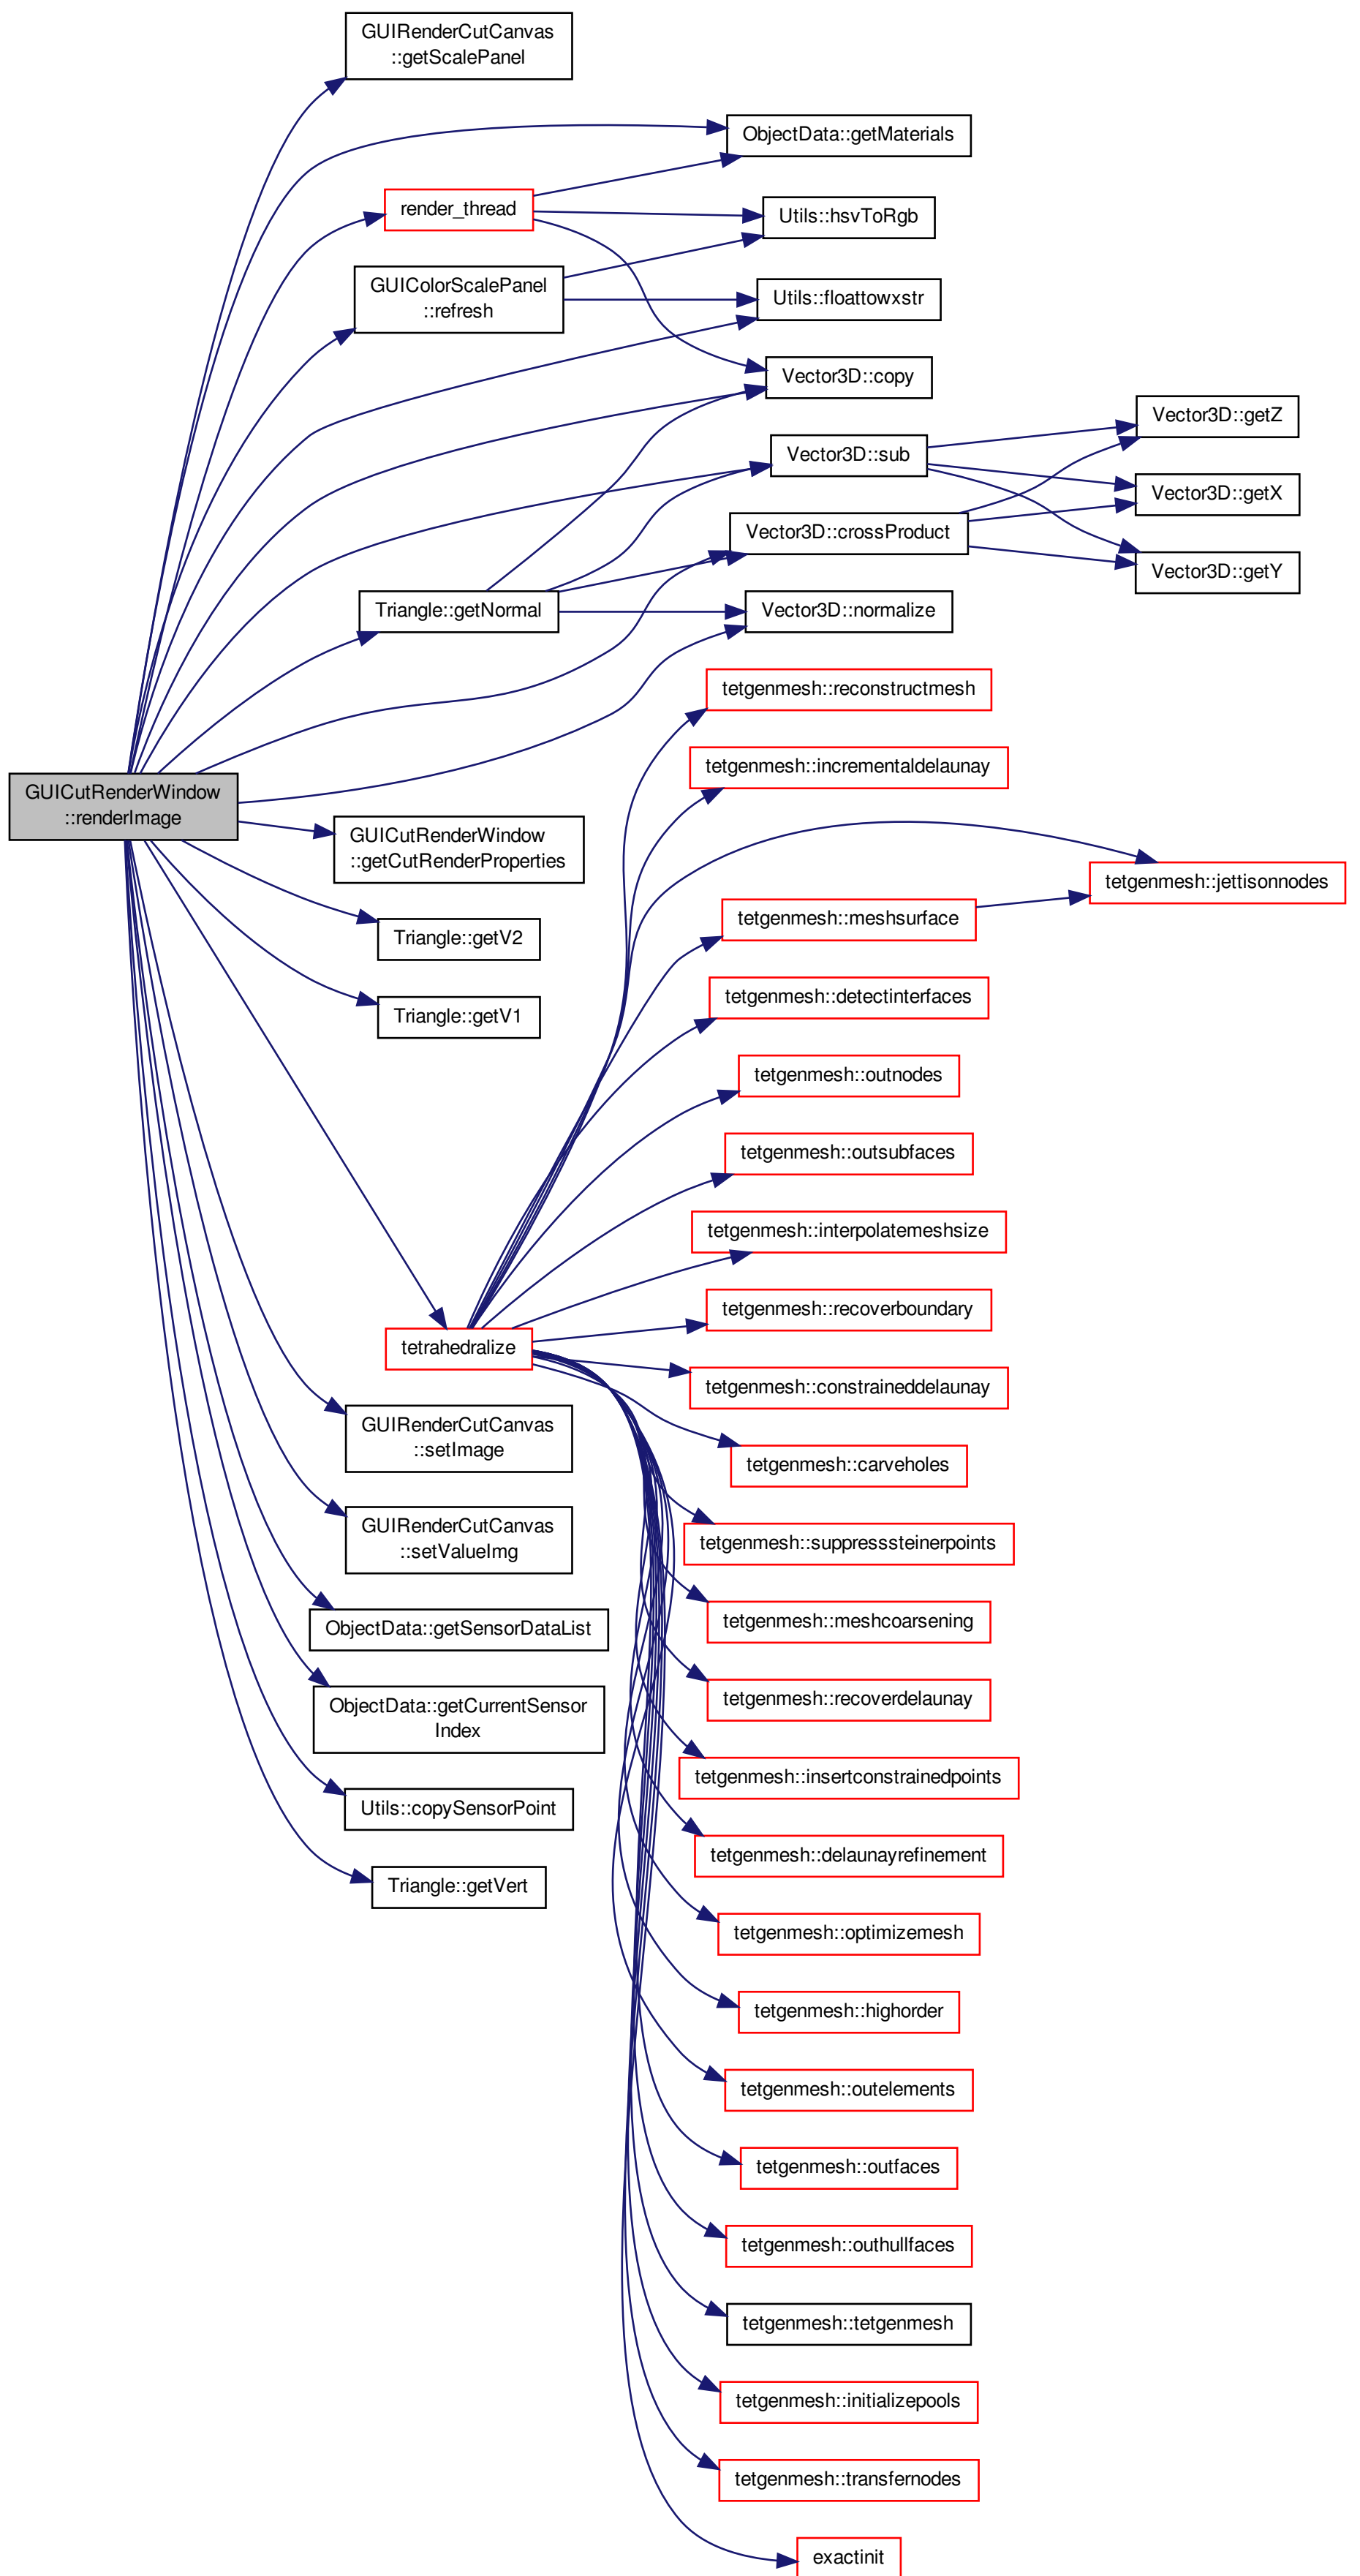 GUIRenderCutCanvas
::getScalePanel
ObjectData::getMaterials
render_thread
Utils::hsvToRgb
GUIColorScalePanel
::refresh
Utils::floattowxstr
Vector3D::copy
Vector3D::getZ
Vector3D::sub
Vector3D::getX
Vector3D::crossProduct
Vector3D::getY
Triangle::getNormal
Vector3D::normalize
tetgenmesh::reconstructmesh
tetgenmesh::incrementaldelaunay
GUICutRenderWindow
::renderImage
GUICutRenderWindow
::getCutRenderProperties
tetgenmesh::jettisonnodes
tetgenmesh::meshsurface
Triangle::getV2
tetgenmesh::detectinterfaces
Triangle::getV1
tetgenmesh::outnodes
tetgenmesh::outsubfaces
tetgenmesh::interpolatemeshsize
tetgenmesh::recoverboundary
tetrahedralize
tetgenmesh::constraineddelaunay
GUIRenderCutCanvas
::setImage
tetgenmesh::carveholes
GUIRenderCutCanvas
::setValueImg
tetgenmesh::suppresssteinerpoints
tetgenmesh::meshcoarsening
ObjectData::getSensorDataList
tetgenmesh::recoverdelaunay
ObjectData::getCurrentSensor
Index
tetgenmesh::insertconstrainedpoints
Utils::copySensorPoint
tetgenmesh::delaunayrefinement
Triangle::getVert
tetgenmesh::optimizemesh
tetgenmesh::highorder
tetgenmesh::outelements
tetgenmesh::outfaces
tetgenmesh::outhullfaces
tetgenmesh::tetgenmesh
tetgenmesh::initializepools
tetgenmesh::transfernodes
exactinit